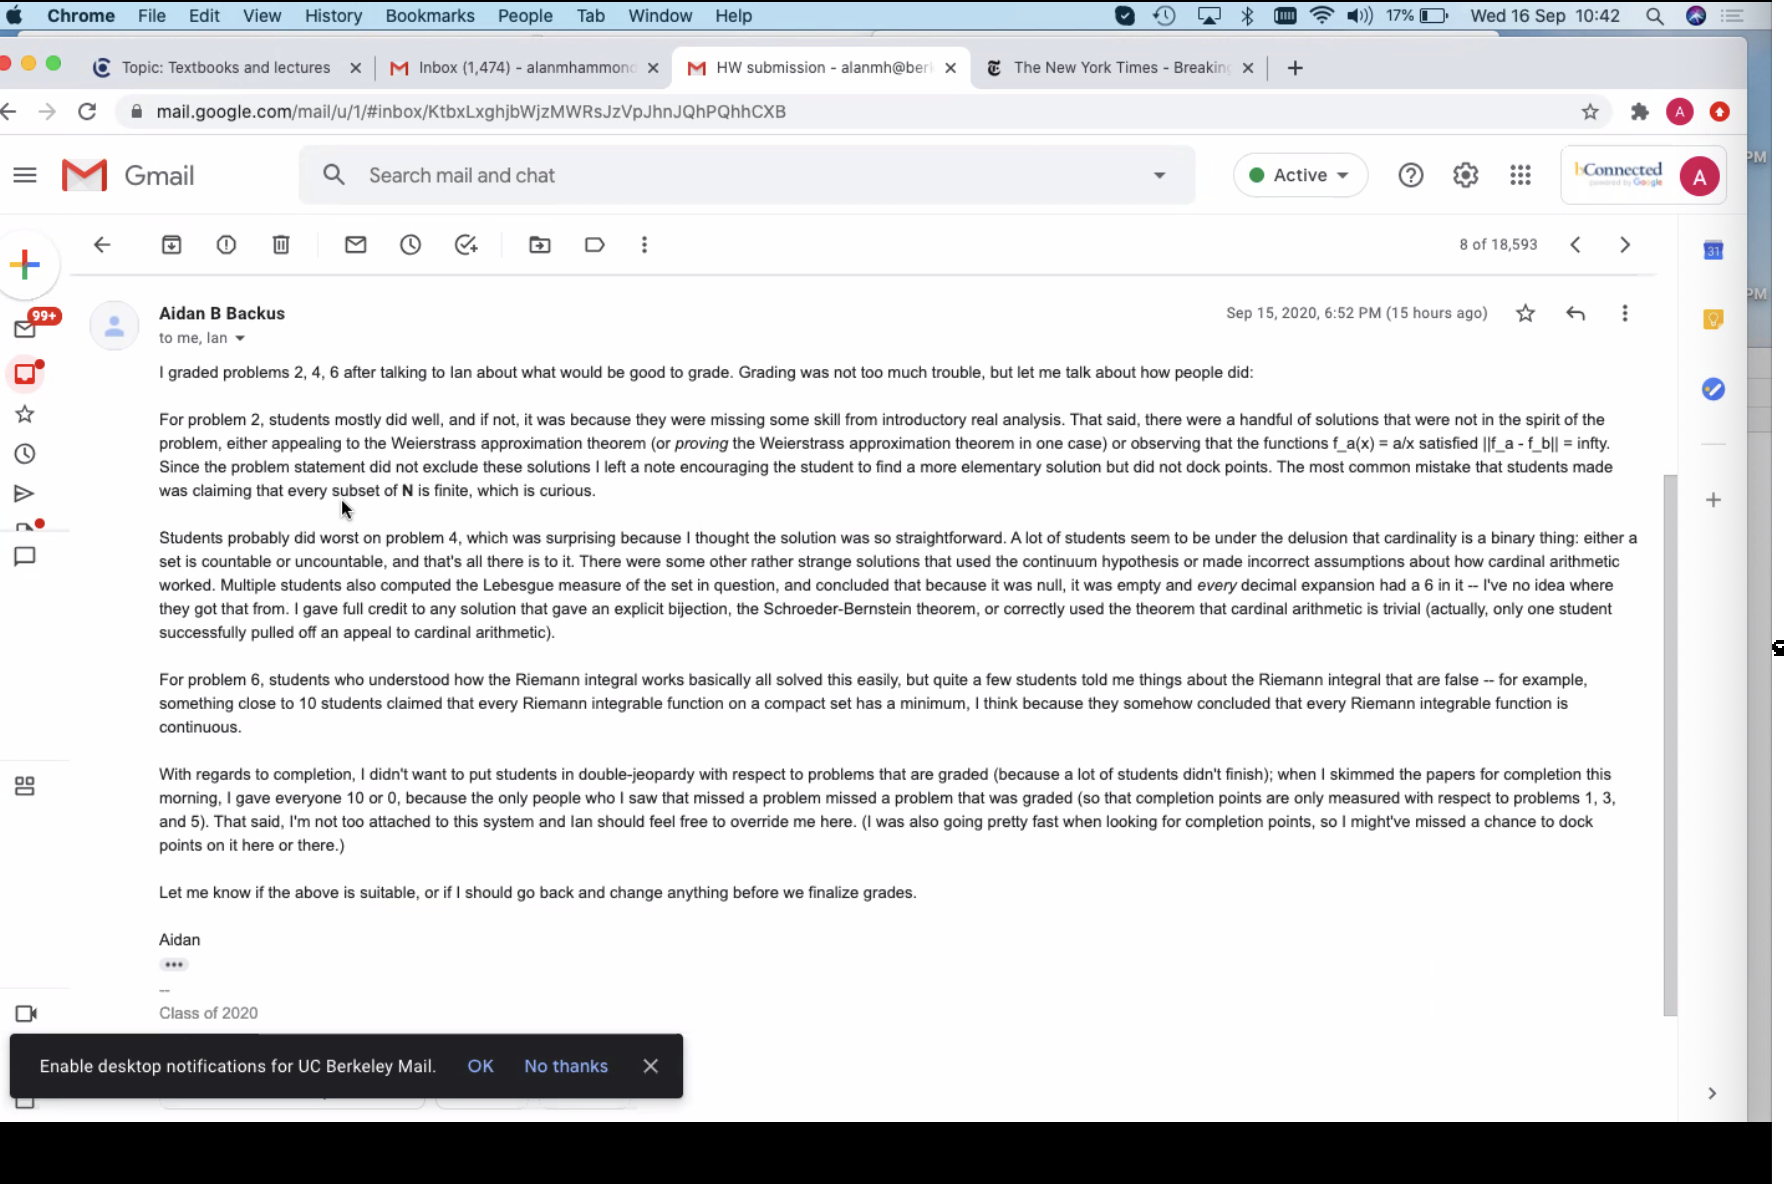 Chrome File Edit View History Bookmarks People Tab Window Help 17% Wed 16 Sep 10:42
Topic: Textbooks and lectures Inbox (1,474) - alanmhammond HW submission - alanmh@ber The New York Times - Breaking
mail.google.com/mail/u/1/#inbox/KtbxLxghjbWjzMWRsJzVpJhnJQhPQhhCXB A
PM
Gmail Search mail and chat Active bConnected A
powered by Google
8 of 18,593 31
PM
99+
Aidan B Backus Sep 15, 2020, 6:52 PM (15 hours ago)
to me, Ian
I graded problems 2, 4, 6 after talking to Ian about what would be good to grade. Grading was not too much trouble, but let me talk about how people did:
For problem 2, students mostly did well, and if not, it was because they were missing some skill from introductory real analysis. That said, there were a handful of solutions that were not in the spirit of the
problem, either appealing to the Weierstrass approximation theorem (or proving the Weierstrass approximation theorem in one case) or observing that the functions f_a(x) = a/x satisfied ||f_a - f_b|| = infty.
Since the problem statement did not exclude these solutions I left a note encouraging the student to find a more elementary solution but did not dock points. The most common mistake that students made
was claiming that every subset of N is finite, which is curious.
Students probably did worst on problem 4, which was surprising because I thought the solution was so straightforward. A lot of students seem to be under the delusion that cardinality is a binary thing: either a
set is countable or uncountable, and that's all there is to it. There were some other rather strange solutions that used the continuum hypothesis or made incorrect assumptions about how cardinal arithmetic
worked. Multiple students also computed the Lebesgue measure of the set in question, and concluded that because it was null, it was empty and every decimal expansion had a 6 in it -- I've no idea where
they got that from. I gave full credit to any solution that gave an explicit bijection, the Schroeder-Bernstein theorem, or correctly used the theorem that cardinal arithmetic is trivial (actually, only one student
successfully pulled off an appeal to cardinal arithmetic).
For problem 6, students who understood how the Riemann integral works basically all solved this easily, but quite a few students told me things about the Riemann integral that are false -- for example,
something close to 10 students claimed that every Riemann integrable function on a compact set has a minimum, I think because they somehow concluded that every Riemann integrable function is
continuous.
With regards to completion, I didn't want to put students in double-jeopardy with respect to problems that are graded (because a lot of students didn't finish); when I skimmed the papers for completion this
morning, I gave everyone 10 or 0, because the only people who I saw that missed a problem missed a problem that was graded (so that completion points are only measured with respect to problems 1, 3,
and 5). That said, I'm not too attached to this system and Ian should feel free to override me here. (I was also going pretty fast when looking for completion points, so I might've missed a chance to dock
points on it here or there.)
Let me know if the above is suitable, or if I should go back and change anything before we finalize grades.
Aidan
--
Class of 2020
Enable desktop notifications for UC Berkeley Mail. OK No thanks